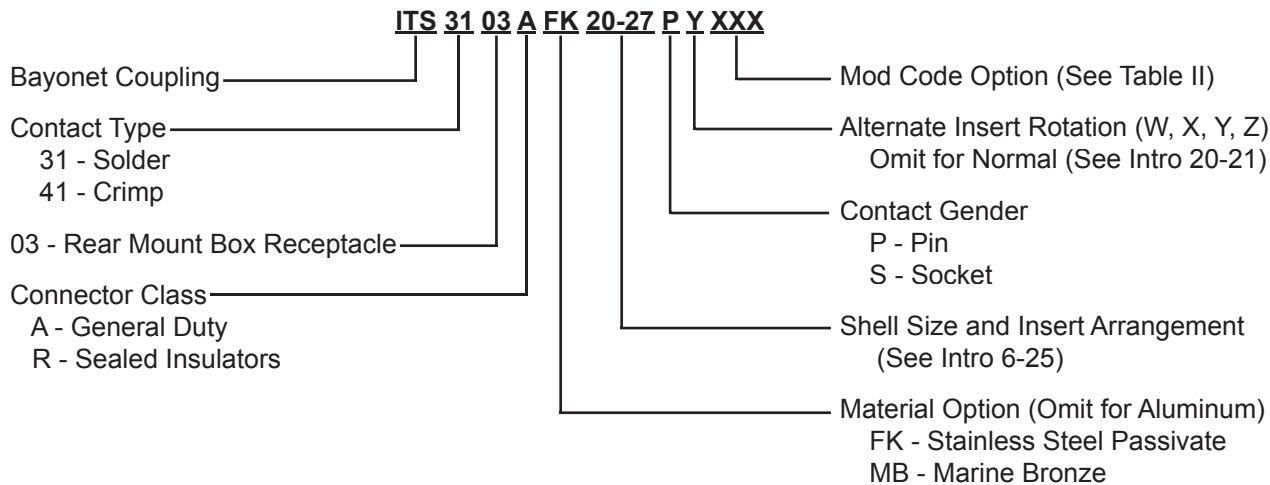 ITS 31 03 A FK 20-27 P Y XXX
Bayonet Coupling
Contact Type
31 - Solder
41 - Crimp
03 - Rear Mount Box Receptacle
Connector Class
A - General Duty
R - Sealed Insulators
Mod Code Option (See Table II)
Alternate Insert Rotation (W, X, Y, Z)
Omit for Normal (See Intro 20-21)
Contact Gender
P - Pin
S - Socket
Shell Size and Insert Arrangement
(See Intro 6-25)
Material Option (Omit for Aluminum)
FK - Stainless Steel Passivate
MB - Marine Bronze